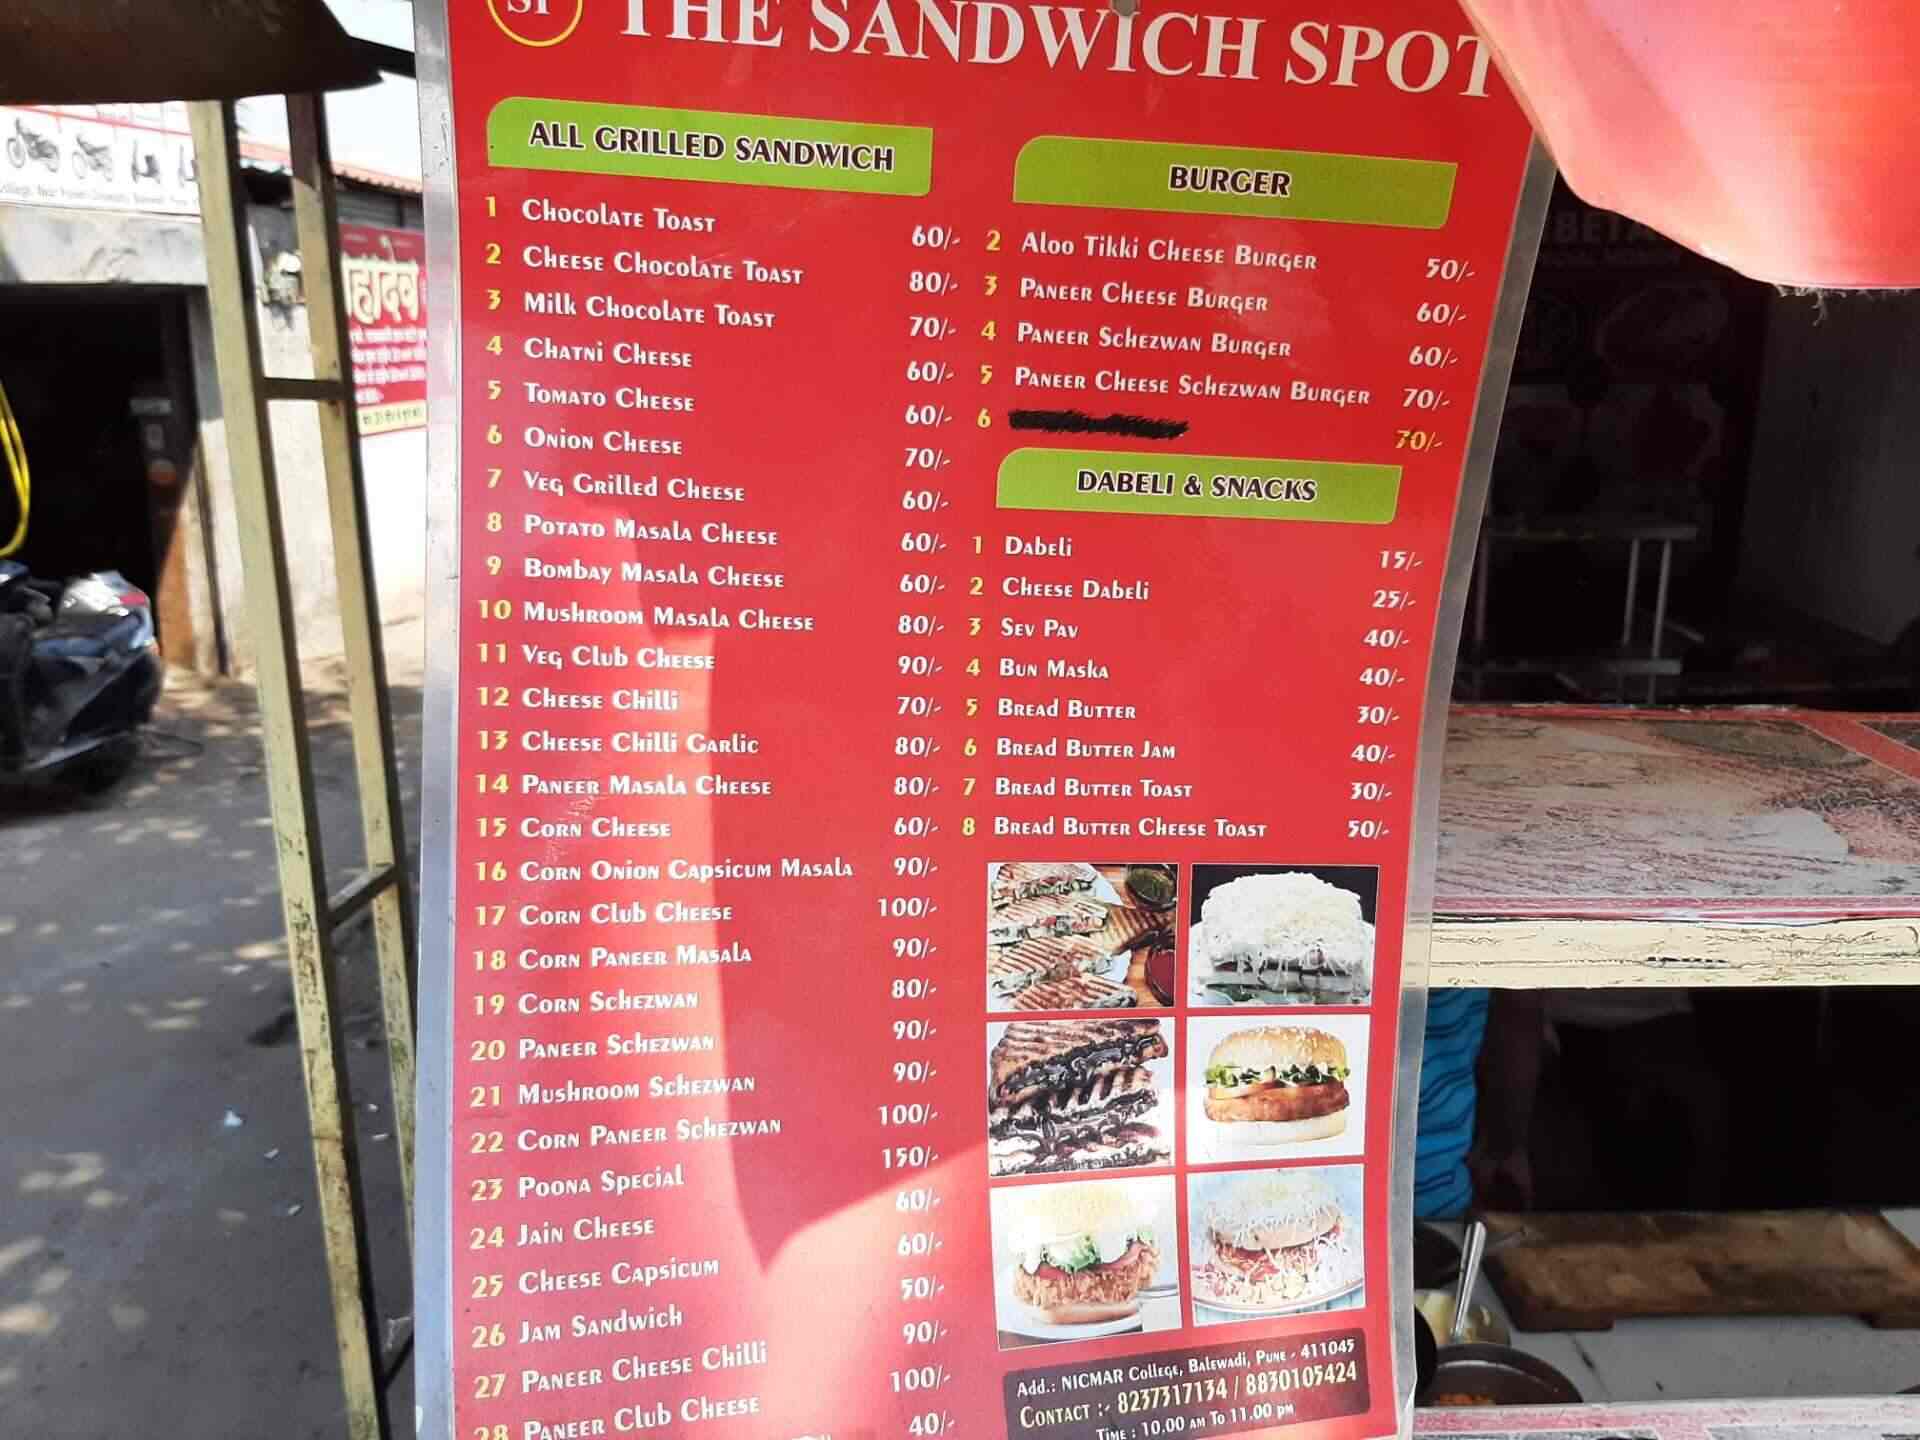 SI
THE SANDWICH SPOT
ALL GRILLED SANDWICH
1 Chocolate Toast 60/-
2 Cheese Chocolate Toast 80/-
3 Milk Chocolate Toast 70/-
4 Chatni Cheese 60/-
5 Tomato Cheese 60/-
6 Onion Cheese 70/-
7 Veg Grilled Cheese 60/-
8 Potato Masala Cheese 60/-
9 Bombay Masala Cheese 60/-
10 Mushroom Masala Cheese 80/-
11 Veg Club Cheese 90/-
12 Cheese Chilli 70/-
13 Cheese Chilli Garlic 80/-
14 Paneer Masala Cheese 80/-
15 Corn Cheese 60/-
16 Corn Onion Capsicum Masala 90/-
17 Corn Club Cheese 100/-
18 Corn Paneer Masala 90/-
19 Corn Schezwan 80/-
20 Paneer Schezwan 90/-
21 Mushroom Schezwan 90/-
22 Corn Paneer Schezwan 100/-
23 Poona Special 150/-
24 Jain Cheese 60/-
25 Cheese Capsicum 60/-
26 Jam Sandwich 50/-
27 Paneer Cheese Chilli 90/-
28 Paneer Club Cheese 100/-
40/-
BURGER
2 Aloo Tikki Cheese Burger 50/-
3 Paneer Cheese Burger 60/-
4 Paneer Schezwan Burger 60/-
5 Paneer Cheese Schezwan Burger 70/-
6 70/-
DABELI & SNACKS
1 Dabeli 15/-
2 Cheese Dabeli 25/-
3 Sev Pav 40/-
4 Bun Maska 40/-
5 Bread Butter 30/-
6 Bread Butter Jam 40/-
7 Bread Butter Toast 30/-
8 Bread Butter Cheese Toast 50/-
Add.: NICMAR College, Balewadi, Pune - 411045
Contact :- 8237317134 / 8830105424
Time : 10.00 am To 11.00 pm
हादेव